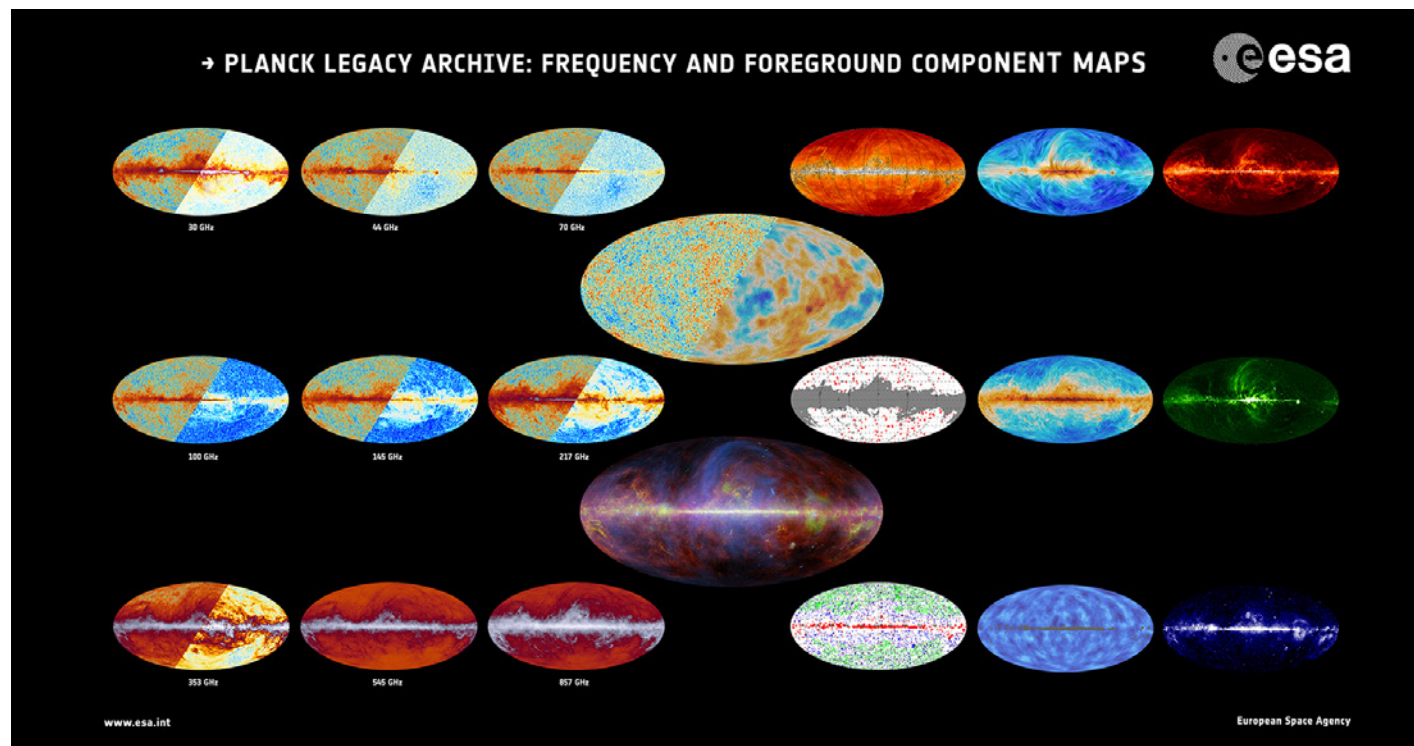 → PLANCK LEGACY ARCHIVE: FREQUENCY AND FOREGROUND COMPONENT MAPS
esa
30 GHz
44 GHz
70 GHz
100 GHz
145 GHz
217 GHz
353 GHz
545 GHz
857 GHz
www.esa.int
European Space Agency